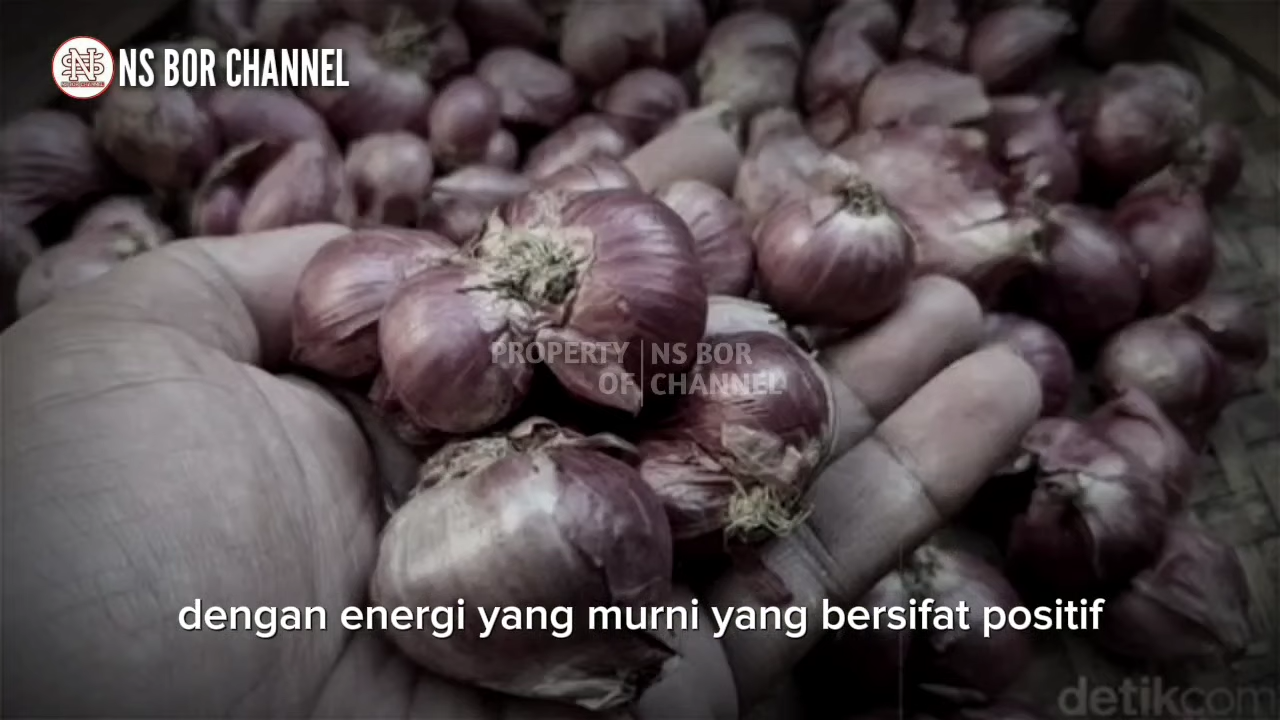 NS BOR CHANNEL
PROPERTY OF | NS BOR CHANNEL
dengan energi yang murni yang bersifat positif
detikcom